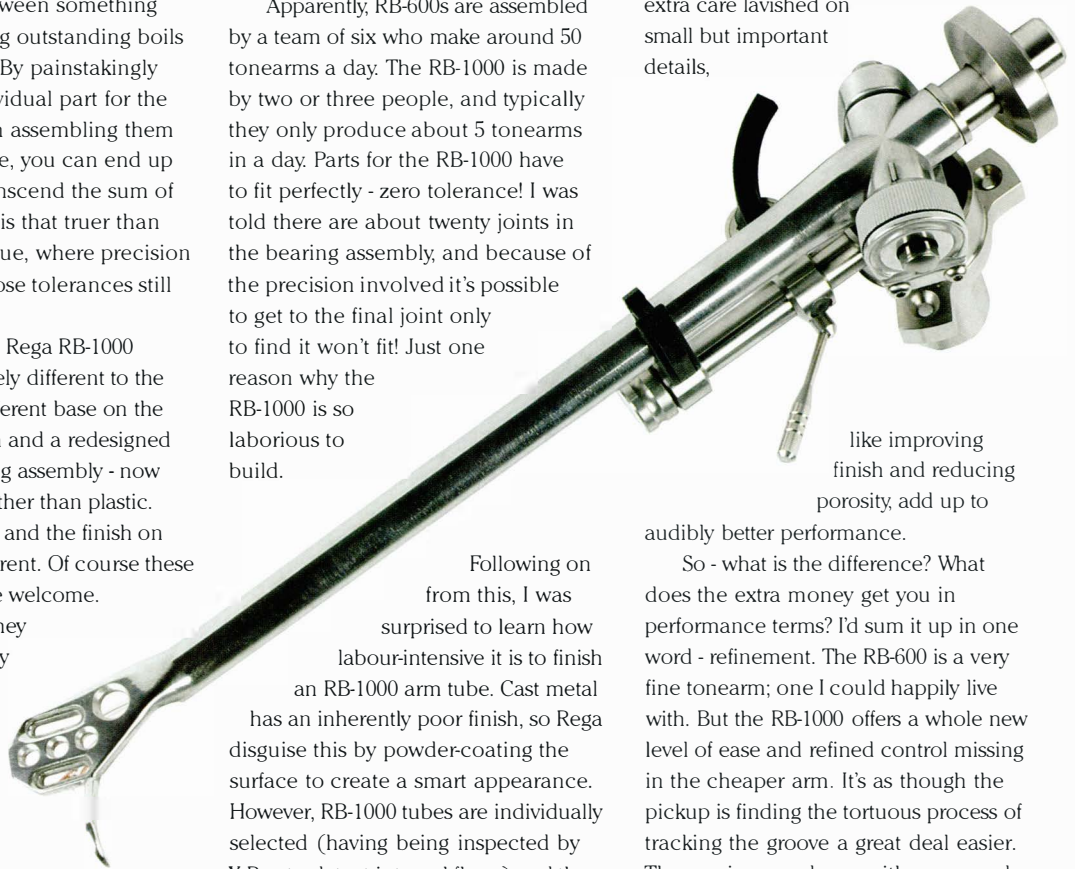 ween something
g outstanding boils
By painstakingly
vidual part for the
assembling them
e, you can end up
nscend the sum of
is that truer than
ue, where precision
ose tolerances still
Rega RB-1000
ely different to the
erent base on the
and a redesigned
g assembly - now
ther than plastic.
and the finish on
rent. Of course these
e welcome.
ney
y
Apparently, RB-600s are assembled
by a team of six who make around 50
tonearms a day. The RB-1000 is made
by two or three people, and typically
they only produce about 5 tonearms
in a day. Parts for the RB-1000 have
to fit perfectly - zero tolerance! I was
told there are about twenty joints in
the bearing assembly, and because of
the precision involved it's possible
to get to the final joint only
to find it won't fit! Just one
reason why the
RB-1000 is so
laborious to
build.
Following on
from this, I was
surprised to learn how
labour-intensive it is to finish
an RB-1000 arm tube. Cast metal
has an inherently poor finish, so Rega
disguise this by powder-coating the
surface to create a smart appearance.
However, RB-1000 tubes are individually
selected (having being inspected by
extra care lavished on
small but important
details,
like improving
finish and reducing
porosity, add up to
audibly better performance.
So - what is the difference? What
does the extra money get you in
performance terms? I'd sum it up in one
word - refinement. The RB-600 is a very
fine tonearm; one I could happily live
with. But the RB-1000 offers a whole new
level of ease and refined control missing
in the cheaper arm. It's as though the
pickup is finding the tortuous process of
tracking the groove a great deal easier.